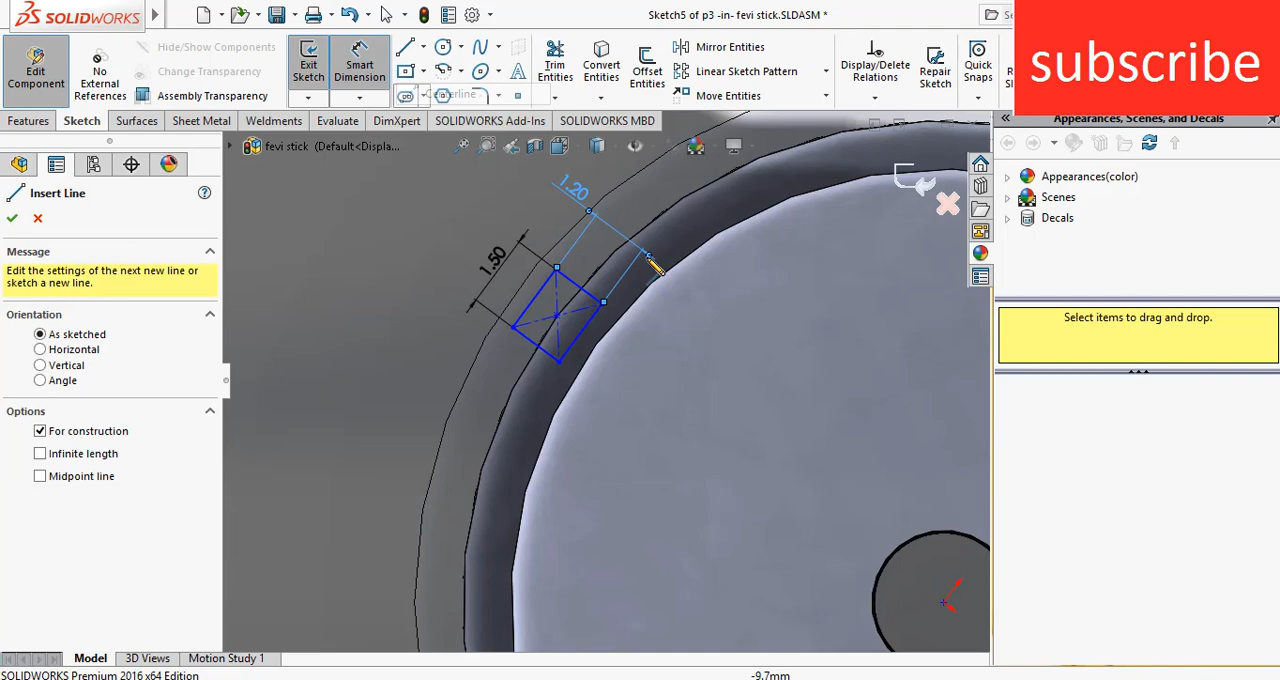 SOLIDWORKS
Sketch5 of p3 -in- fevi stick.SLDASM *
subscribe
Edit Component
No External References
Hide/Show Components
Change Transparency
Assembly Transparency
Exit Sketch
Smart Dimension
Centerline
Trim Entities
Convert Entities
Offset Entities
Mirror Entities
Linear Sketch Pattern
Move Entities
Display/Delete Relations
Repair Sketch
Quick Snaps
Features
Sketch
Surfaces
Sheet Metal
Weldments
Evaluate
DimXpert
SOLIDWORKS Add-Ins
SOLIDWORKS MBD
Appearances, Scenes, and Decals
fevi stick (Default<Displa...
Insert Line
Message
Edit the settings of the next new line or sketch a new line.
Orientation
As sketched
Horizontal
Vertical
Angle
Options
For construction
Infinite length
Midpoint line
1.20
1.50
Appearances(color)
Scenes
Decals
Select items to drag and drop.
Model
3D Views
Motion Study 1
SOLIDWORKS Premium 2016 x64 Edition
-9.7mm